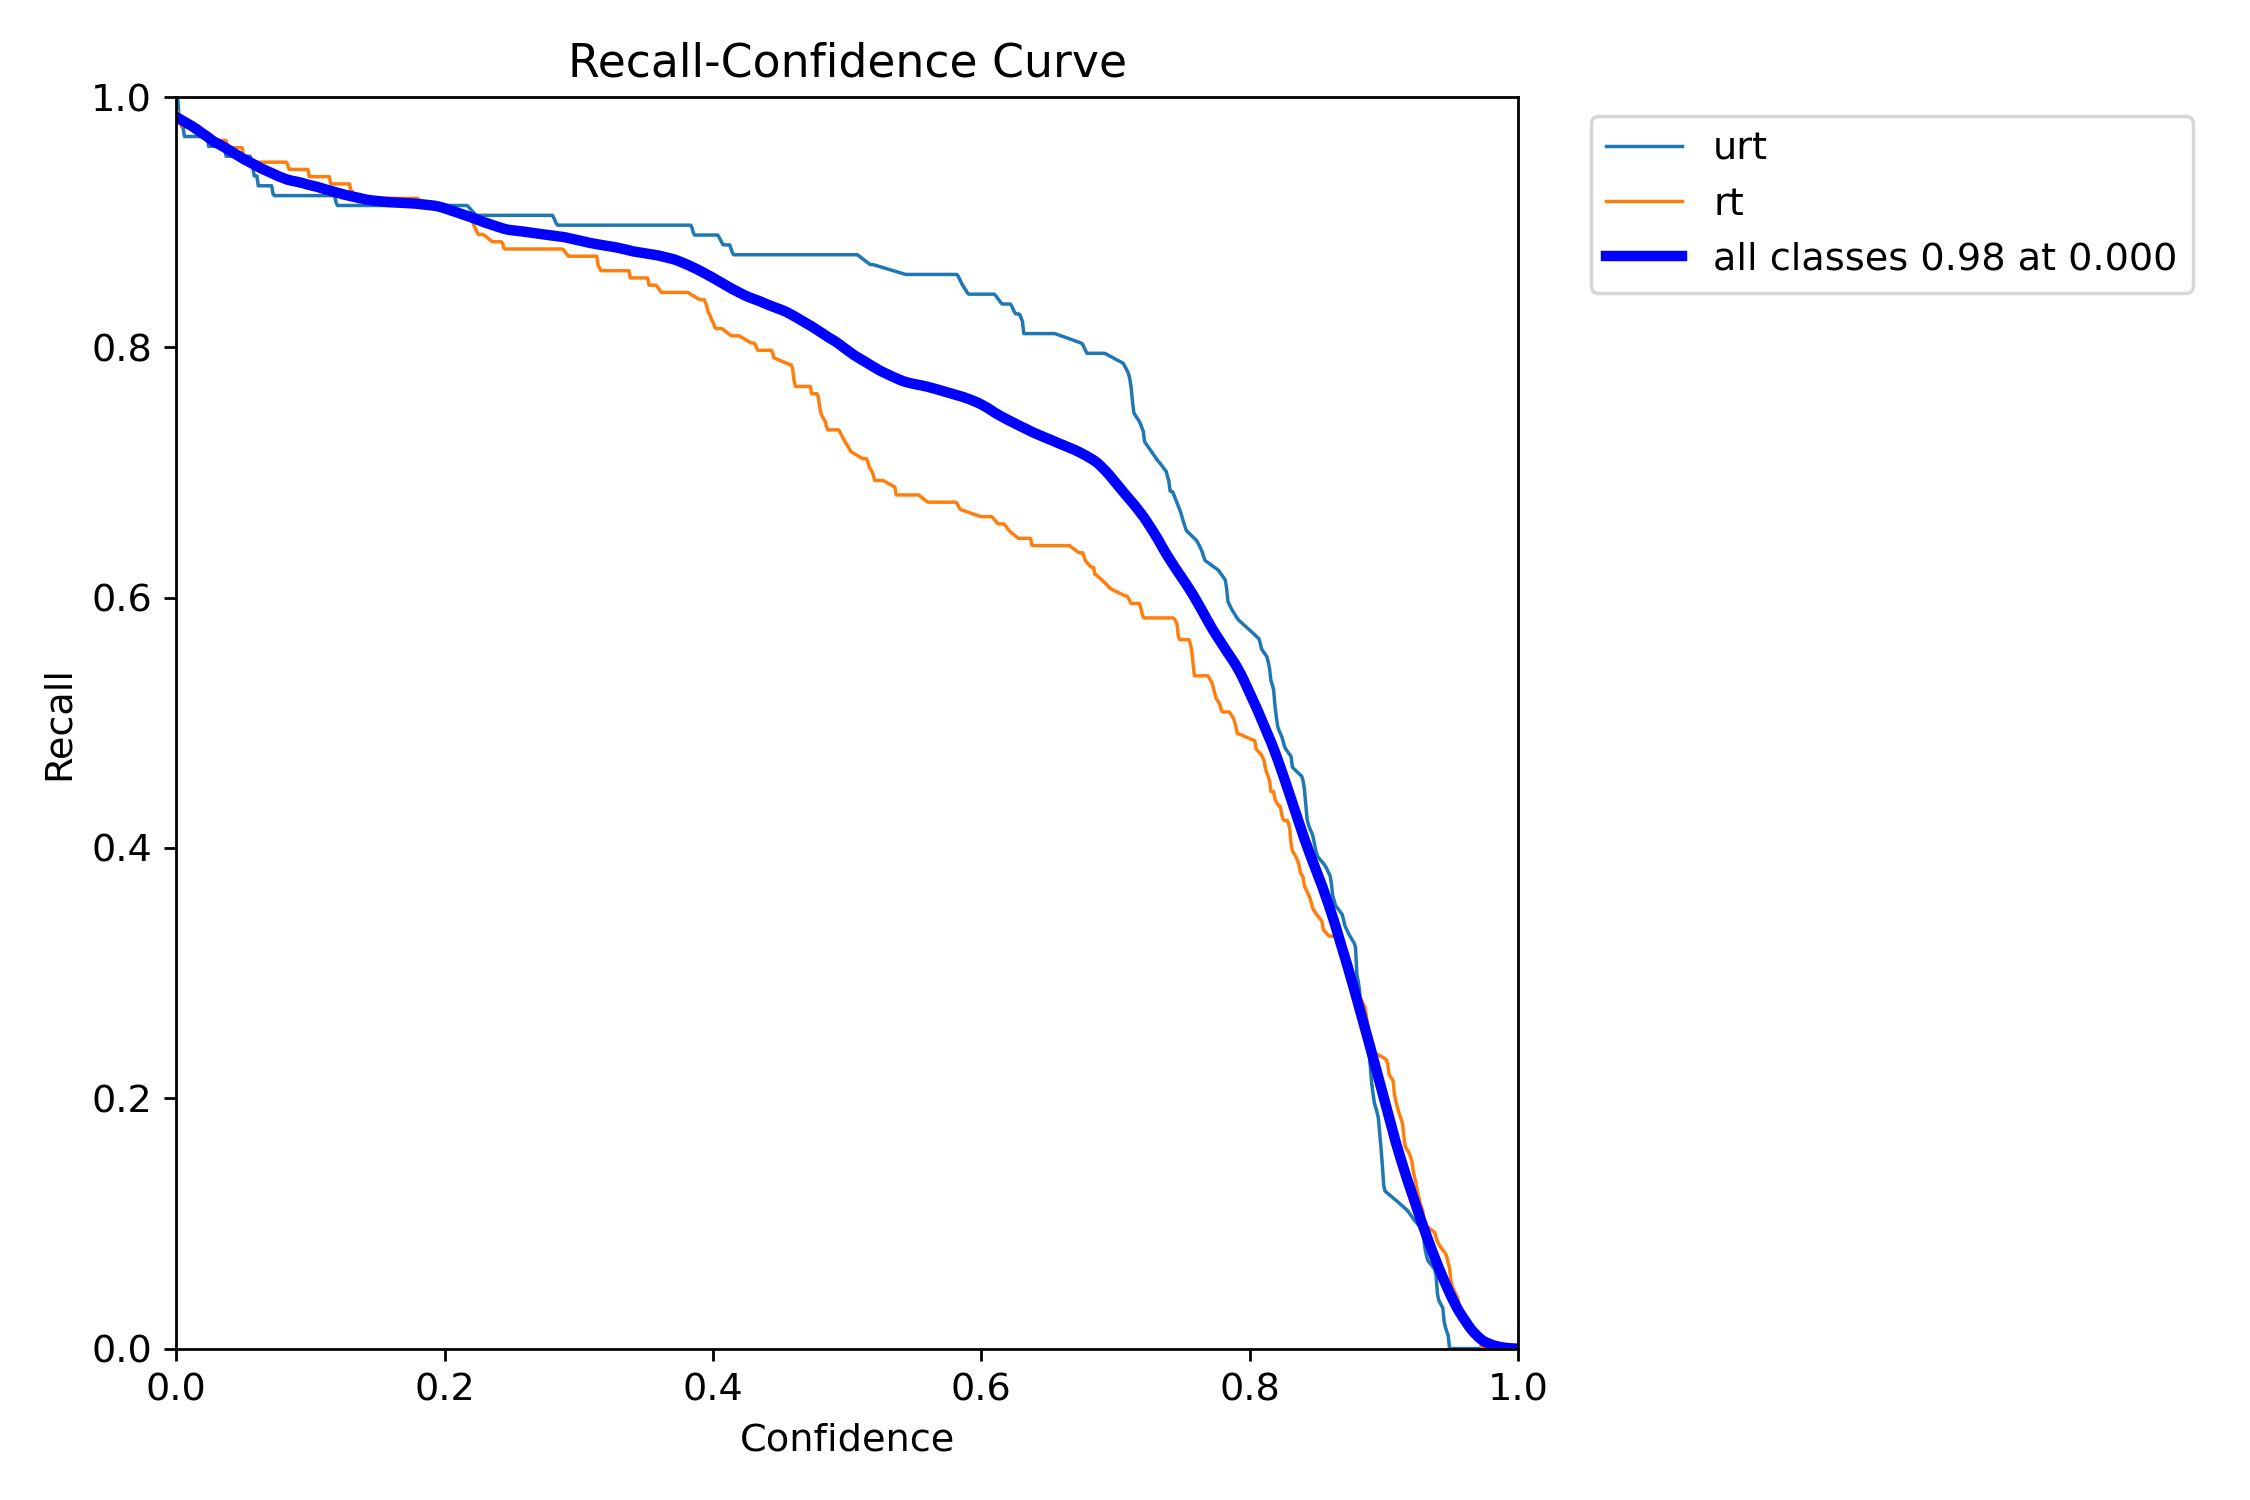 Recall-Confidence Curve
1.0
0.8
0.6
0.4
0.2
0.0
Recall
0.0 0.2 0.4 0.6 0.8 1.0
Confidence
urt
rt
all classes 0.98 at 0.000